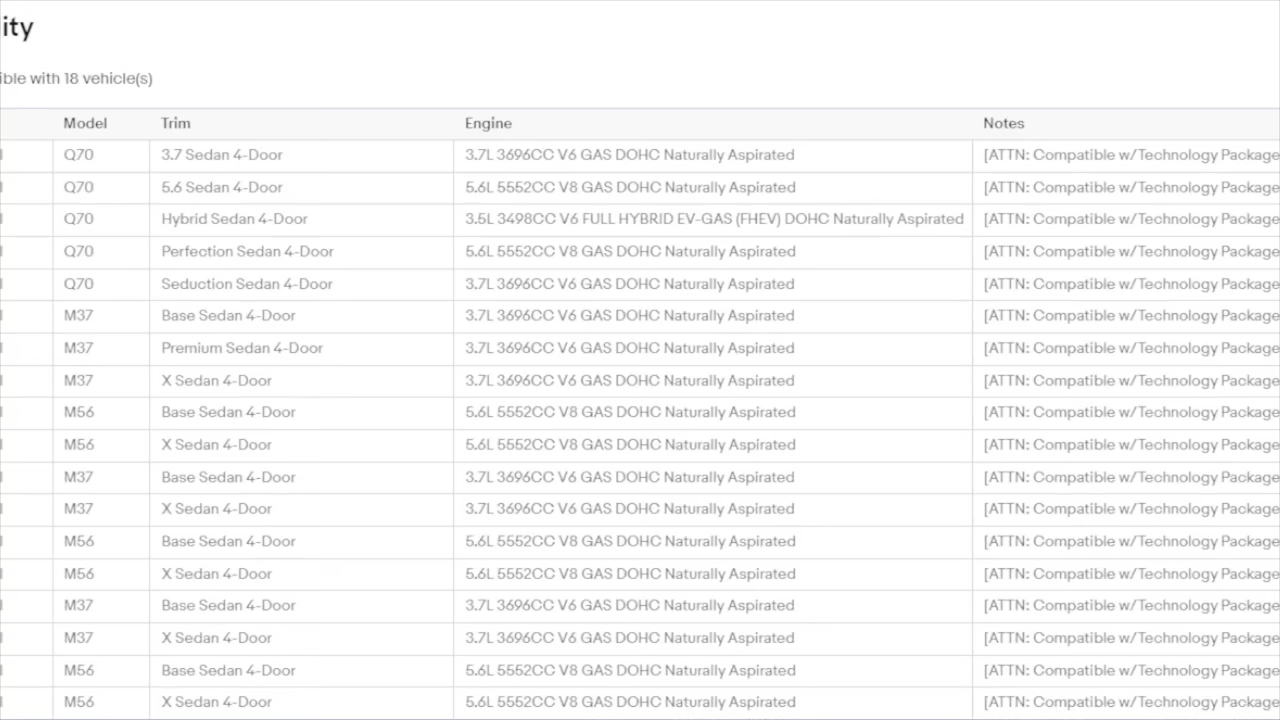 ity
ible with 18 vehicle(s)
Model Trim Engine Notes
Q70 3.7 Sedan 4-Door 3.7L 3696CC V6 GAS DOHC Naturally Aspirated [ATTN: Compatible w/Technology Package
Q70 5.6 Sedan 4-Door 5.6L 5552CC V8 GAS DOHC Naturally Aspirated [ATTN: Compatible w/Technology Package
Q70 Hybrid Sedan 4-Door 3.5L 3498CC V6 FULL HYBRID EV-GAS (FHEV) DOHC Naturally Aspirated [ATTN: Compatible w/Technology Package
Q70 Perfection Sedan 4-Door 5.6L 5552CC V8 GAS DOHC Naturally Aspirated [ATTN: Compatible w/Technology Package
Q70 Seduction Sedan 4-Door 3.7L 3696CC V6 GAS DOHC Naturally Aspirated [ATTN: Compatible w/Technology Package
M37 Base Sedan 4-Door 3.7L 3696CC V6 GAS DOHC Naturally Aspirated [ATTN: Compatible w/Technology Package
M37 Premium Sedan 4-Door 3.7L 3696CC V6 GAS DOHC Naturally Aspirated [ATTN: Compatible w/Technology Package
M37 X Sedan 4-Door 3.7L 3696CC V6 GAS DOHC Naturally Aspirated [ATTN: Compatible w/Technology Package
M56 Base Sedan 4-Door 5.6L 5552CC V8 GAS DOHC Naturally Aspirated [ATTN: Compatible w/Technology Package
M56 X Sedan 4-Door 5.6L 5552CC V8 GAS DOHC Naturally Aspirated [ATTN: Compatible w/Technology Package
M37 Base Sedan 4-Door 3.7L 3696CC V6 GAS DOHC Naturally Aspirated [ATTN: Compatible w/Technology Package
M37 X Sedan 4-Door 3.7L 3696CC V6 GAS DOHC Naturally Aspirated [ATTN: Compatible w/Technology Package
M56 Base Sedan 4-Door 5.6L 5552CC V8 GAS DOHC Naturally Aspirated [ATTN: Compatible w/Technology Package
M56 X Sedan 4-Door 5.6L 5552CC V8 GAS DOHC Naturally Aspirated [ATTN: Compatible w/Technology Package
M37 Base Sedan 4-Door 3.7L 3696CC V6 GAS DOHC Naturally Aspirated [ATTN: Compatible w/Technology Package
M37 X Sedan 4-Door 3.7L 3696CC V6 GAS DOHC Naturally Aspirated [ATTN: Compatible w/Technology Package
M56 Base Sedan 4-Door 5.6L 5552CC V8 GAS DOHC Naturally Aspirated [ATTN: Compatible w/Technology Package
M56 X Sedan 4-Door 5.6L 5552CC V8 GAS DOHC Naturally Aspirated [ATTN: Compatible w/Technology Package